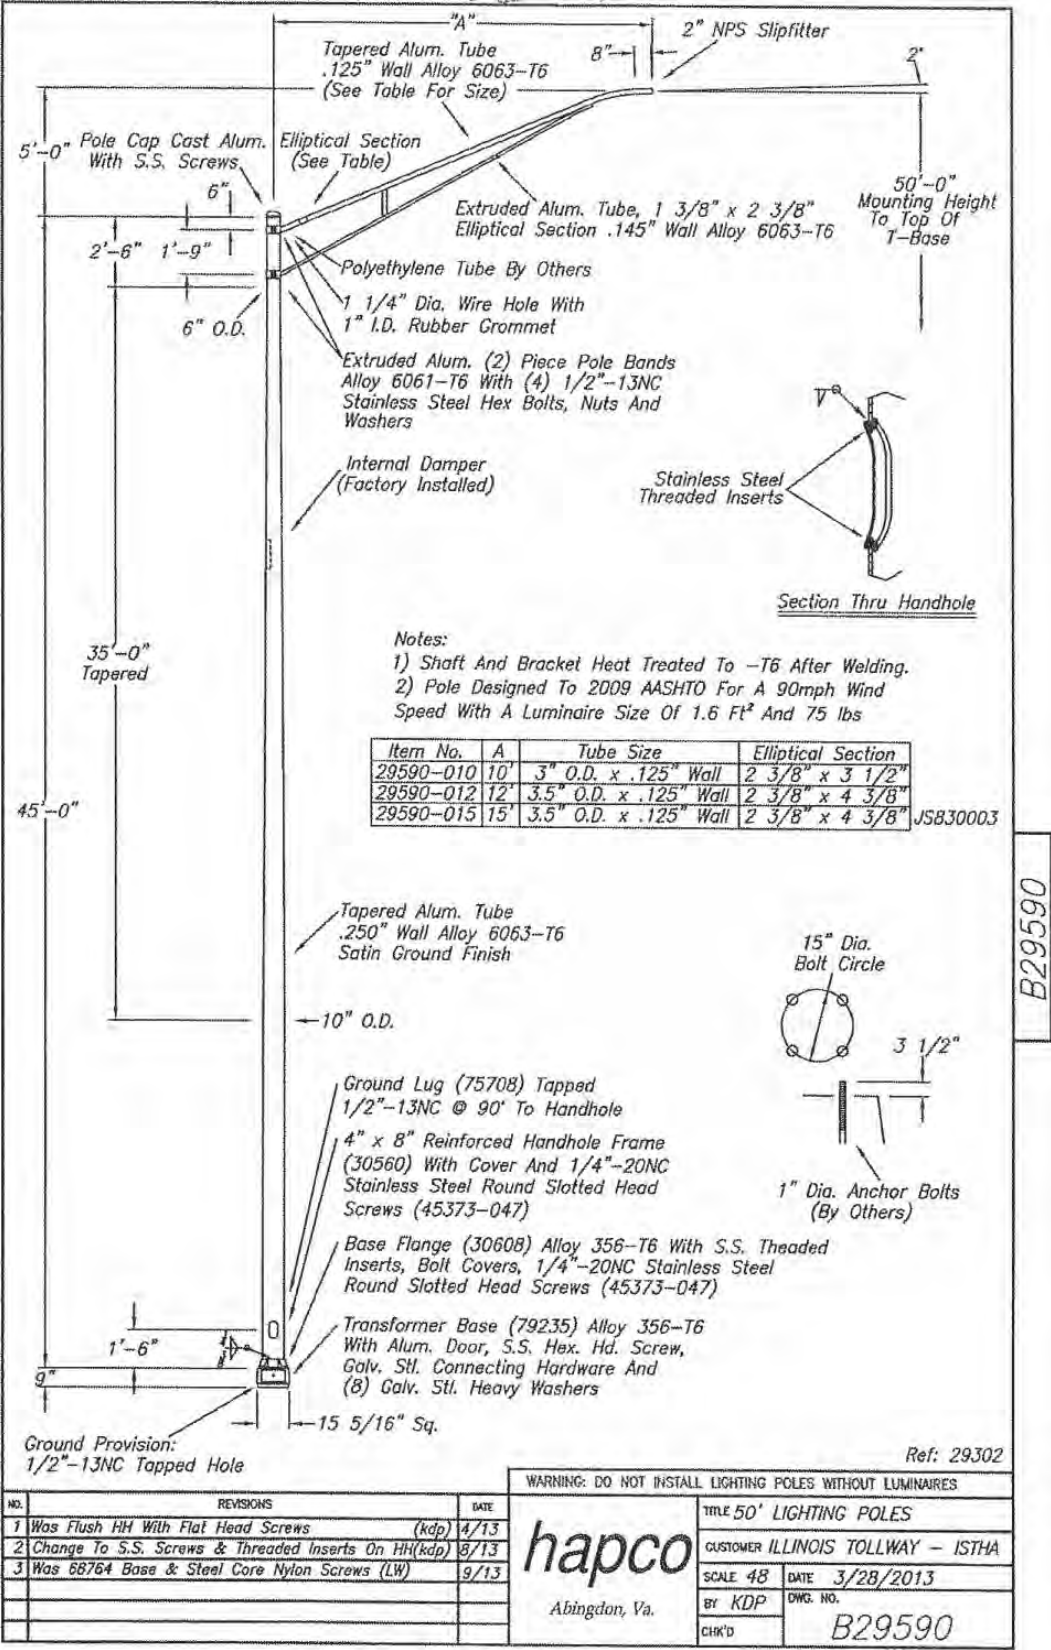 "A"
2" NPS Slipfitter
Tapered Alum. Tube
.125" Wall Alloy 6063-T6
(See Table For Size)
8"
2°
5'-0"
Pole Cap Cast Alum.
With S.S. Screws
Elliptical Section
(See Table)
6"
2'-6"
1'-9"
Extruded Alum. Tube, 1 3/8" x 2 3/8"
Elliptical Section .145" Wall Alloy 6063-T6
50'-0"
Mounting Height
To Top Of
T-Base
Polyethylene Tube By Others
6" O.D.
1 1/4" Dia. Wire Hole With
1" I.D. Rubber Grommet
Extruded Alum. (2) Piece Pole Bands
Alloy 6061-T6 With (4) 1/2"-13NC
Stainless Steel Hex Bolts, Nuts And
Washers
Internal Damper
(Factory Installed)
Stainless Steel
Threaded Inserts
Section Thru Handhole
35'-0"
Tapered
Notes:
1) Shaft And Bracket Heat Treated To -T6 After Welding.
2) Pole Designed To 2009 AASHTO For A 90mph Wind
Speed With A Luminaire Size Of 1.6 Ft² And 75 lbs
Item No. A Tube Size Elliptical Section
29590-010 10' 3" O.D. x .125" Wall 2 3/8" x 3 1/2"
29590-012 12' 3.5" O.D. x .125" Wall 2 3/8" x 4 3/8"
29590-015 15' 3.5" O.D. x .125" Wall 2 3/8" x 4 3/8" JSB30003
45'-0"
B29590
Tapered Alum. Tube
.250" Wall Alloy 6063-T6
Satin Ground Finish
15" Dia.
Bolt Circle
10" O.D.
3 1/2"
Ground Lug (75708) Tapped
1/2"-13NC @ 90° To Handhole
4" x 8" Reinforced Handhole Frame
(30560) With Cover And 1/4"-20NC
Stainless Steel Round Slotted Head
Screws (45373-047)
1" Dia. Anchor Bolts
(By Others)
Base Flange (30608) Alloy 356-T6 With S.S. Theaded
Inserts, Bolt Covers, 1/4"-20NC Stainless Steel
Round Slotted Head Screws (45373-047)
1'-6"
9"
Transformer Base (79235) Alloy 356-T6
With Alum. Door, S.S. Hex. Hd. Screw,
Galv. Stl. Connecting Hardware And
(8) Galv. Stl. Heavy Washers
15 5/16" Sq.
Ground Provision:
1/2"-13NC Tapped Hole
Ref: 29302
WARNING: DO NOT INSTALL LIGHTING POLES WITHOUT LUMINAIRES
NO. REVISIONS DATE
1 Was Flush HH With Flat Head Screws (kdp) 4/13
2 Change To S.S. Screws & Threaded Inserts On HH(kdp) 8/13
3 Was 68764 Base & Steel Core Nylon Screws (LW) 9/13
hapco
Abingdon, Va.
TITLE 50' LIGHTING POLES
CUSTOMER ILLINOIS TOLLWAY - ISTHA
SCALE 48 DATE 3/28/2013
BY KDP DWG. NO.
CHK'D B29590